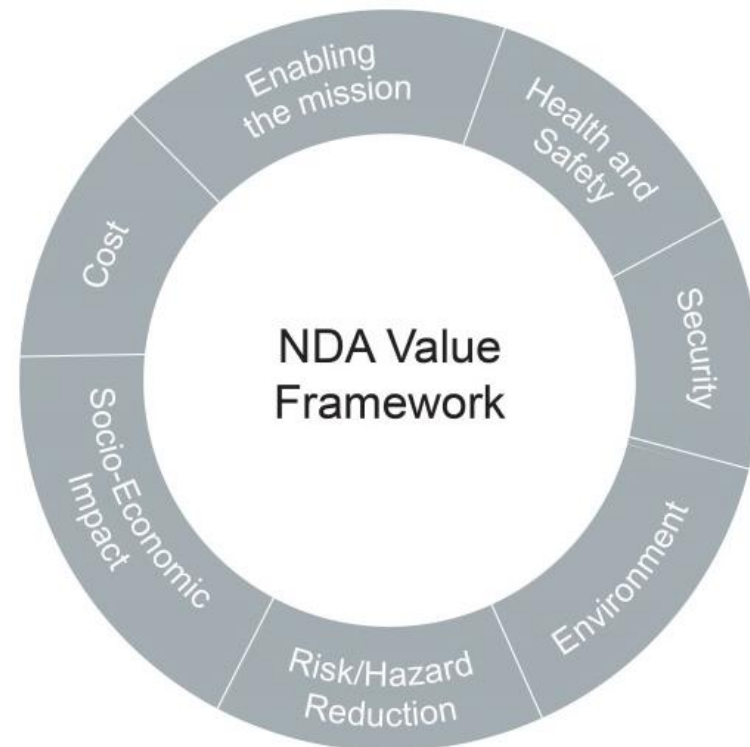 Enabling
the mission
Health and
Safety
Security
Environment
Risk/Hazard
Reduction
Socio-Economic
Impact
Cost
NDA Value
Framework